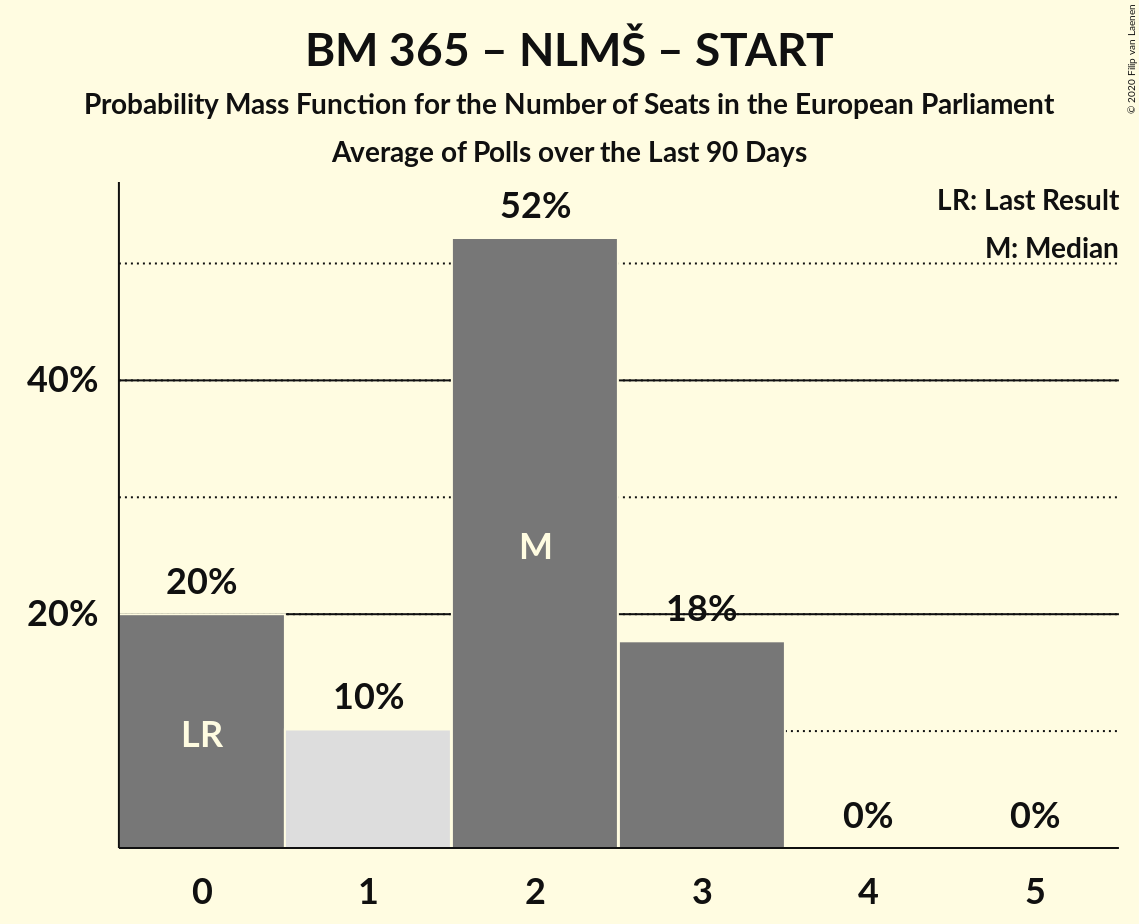 BM 365 – NLMŠ – START
Probability Mass Function for the Number of Seats in the European Parliament
Average of Polls over the Last 90 Days
© 2020 Filip van Laenen
LR: Last Result
M: Median
52%
40%
M
20%
20%
18%
10%
LR
0%
0%
0
1
2
3
4
5